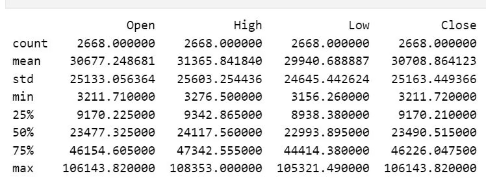 Open High Low Close
count 2668.000000 2668.000000 2668.000000 2668.000000
mean 30677.248681 31365.841840 29940.688887 30708.864123
std 25133.056364 25603.254436 24645.442624 25163.449366
min 3211.710000 3276.500000 3156.260000 3211.720000
25% 9170.225000 9342.865000 8938.380000 9170.210000
50% 23477.325000 24117.560000 22993.895000 23490.515000
75% 46154.605000 47342.555000 44414.380000 46226.047500
max 106143.820000 108353.000000 105321.490000 106143.820000